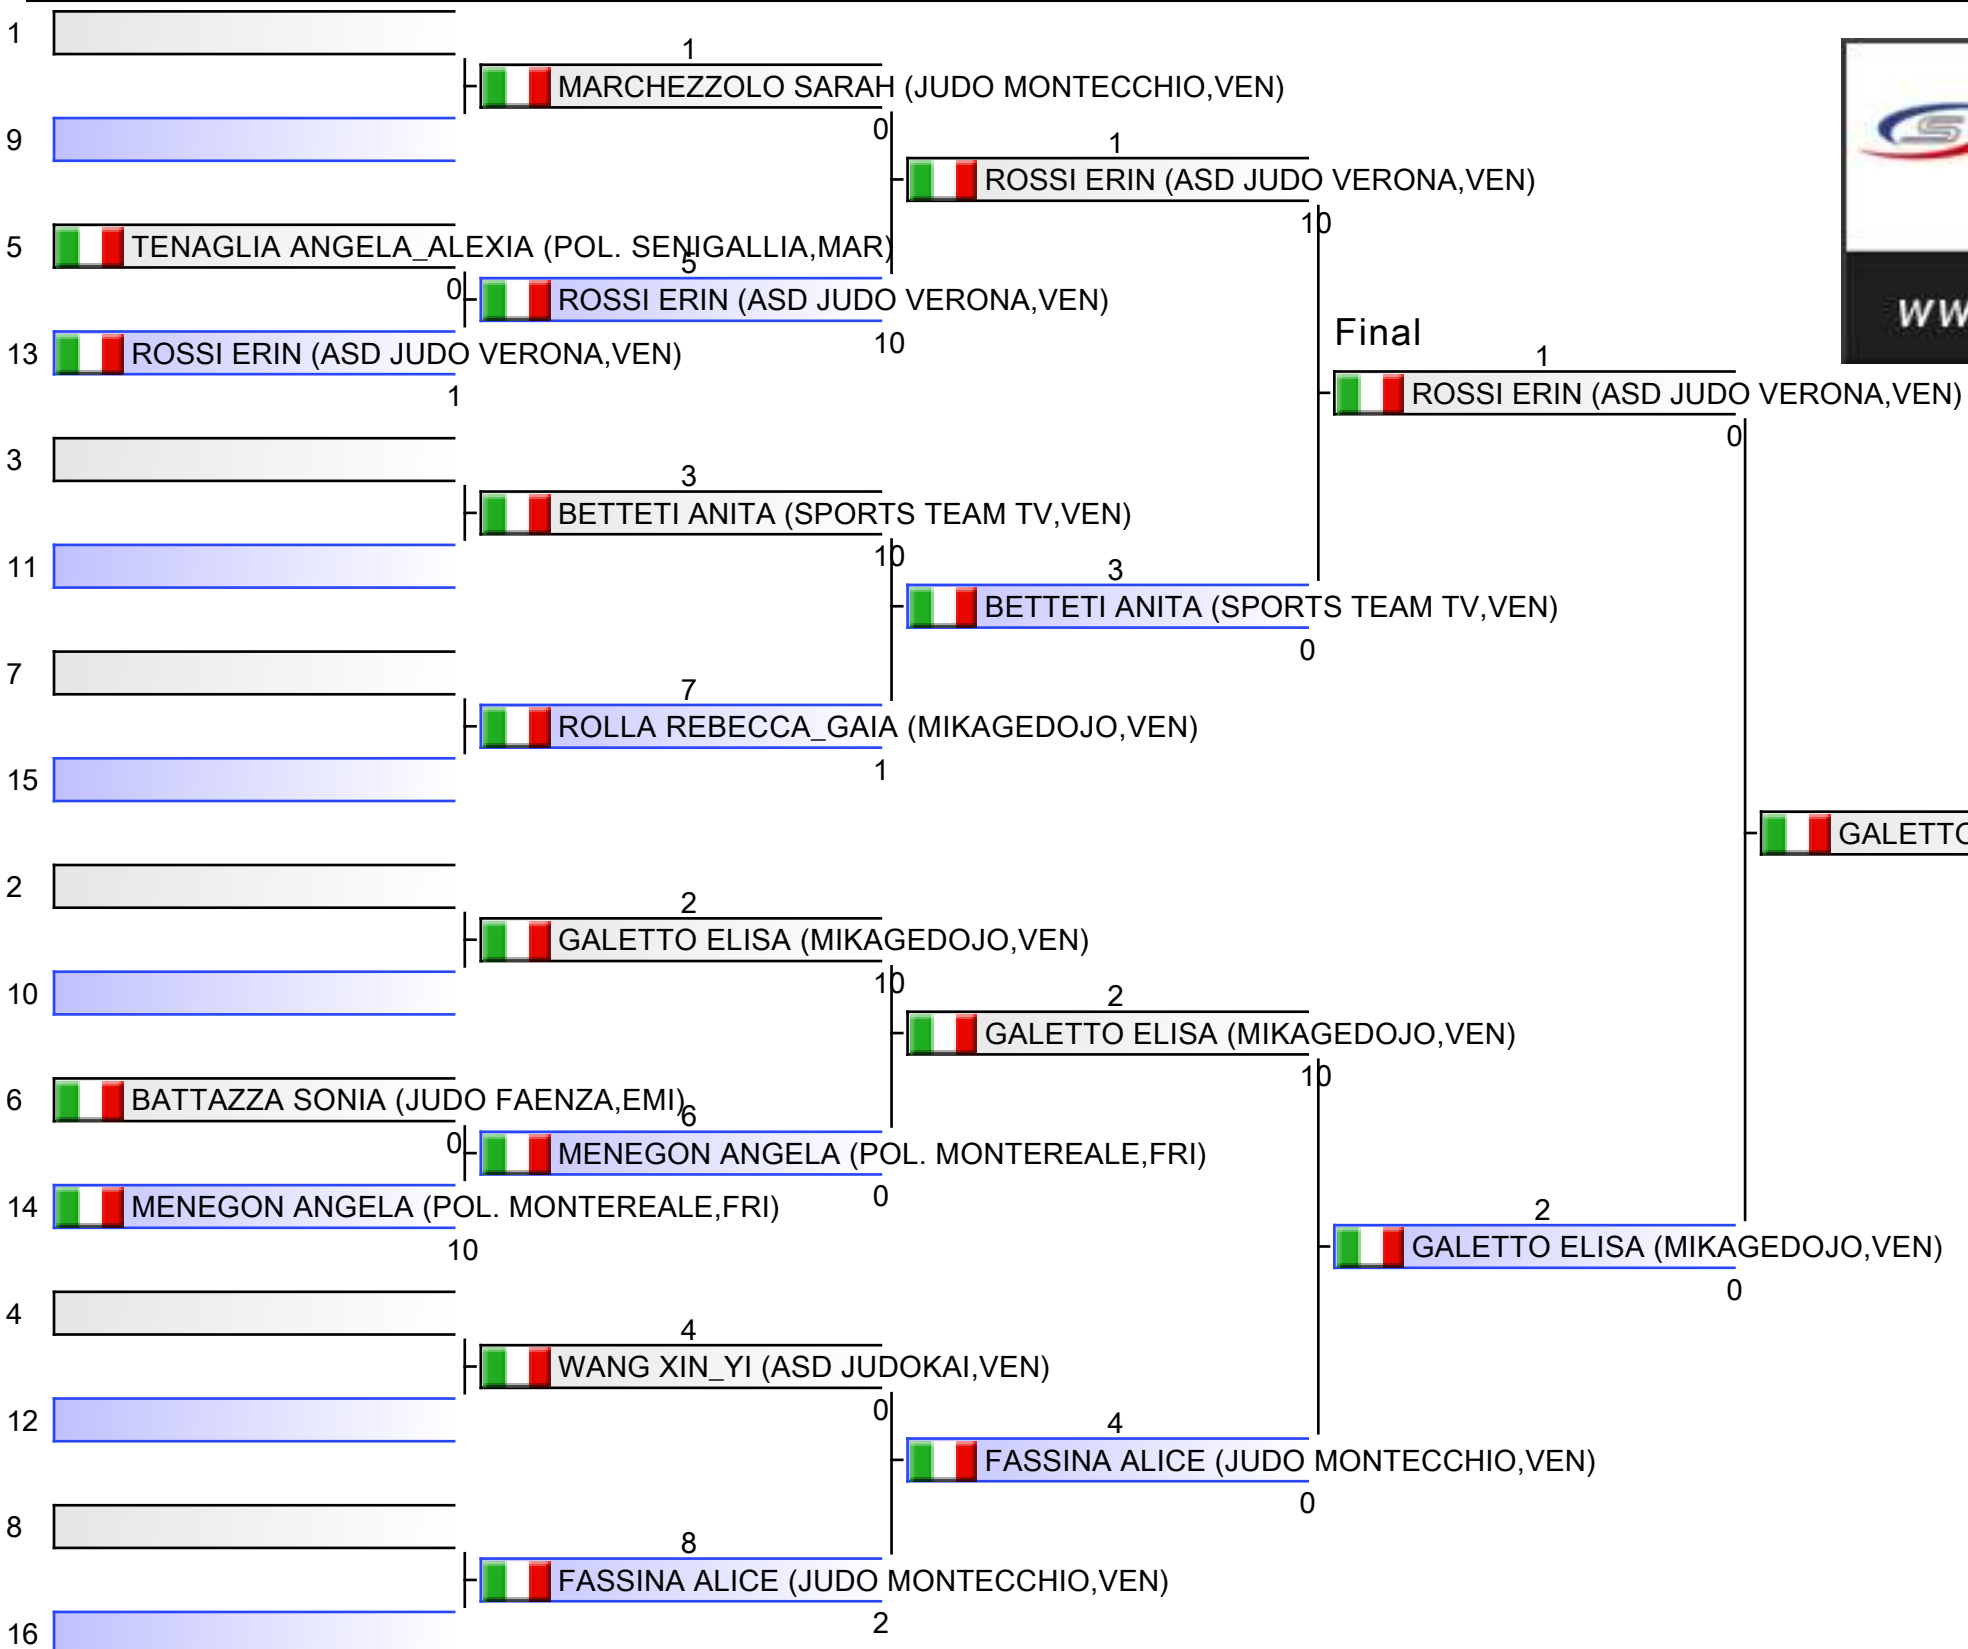 1
1
MARCHEZZOLO SARAH (JUDO MONTECCHIO,VEN)
0
9
1
ROSSI ERIN (ASD JUDO VERONA,VEN)
10
5
TENAGLIA ANGELA_ALEXIA (POL. SENIGALLIA,MAR)
0
5
ROSSI ERIN (ASD JUDO VERONA,VEN)
10
13
ROSSI ERIN (ASD JUDO VERONA,VEN)
1
Final
1
ROSSI ERIN (ASD JUDO VERONA,VEN)
0
3
3
BETTETI ANITA (SPORTS TEAM TV,VEN)
10
11
3
BETTETI ANITA (SPORTS TEAM TV,VEN)
0
7
7
ROLLA REBECCA_GAIA (MIKAGEDOJO,VEN)
1
15
GALETTO
2
2
GALETTO ELISA (MIKAGEDOJO,VEN)
10
10
2
GALETTO ELISA (MIKAGEDOJO,VEN)
10
6
BATTAZZA SONIA (JUDO FAENZA,EMI)
0
6
MENEGON ANGELA (POL. MONTEREALE,FRI)
0
14
MENEGON ANGELA (POL. MONTEREALE,FRI)
10
2
GALETTO ELISA (MIKAGEDOJO,VEN)
0
4
4
WANG XIN_YI (ASD JUDOKAI,VEN)
0
12
4
FASSINA ALICE (JUDO MONTECCHIO,VEN)
0
8
8
FASSINA ALICE (JUDO MONTECCHIO,VEN)
2
16